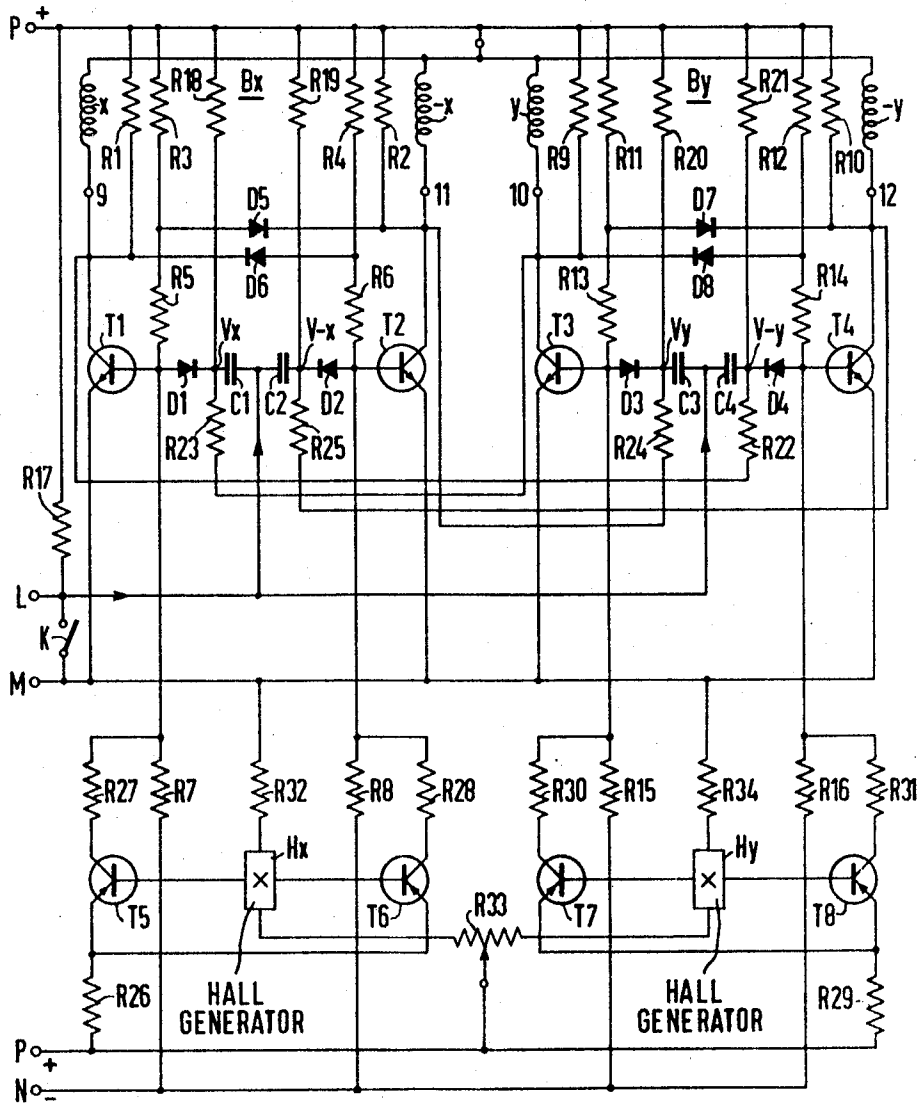 P +
R18 Bx R19 R21 By
x -x y -y
R1 R3 R4 R2 R9 R11 R20 R12 R10
9 11 10 12
D5 D7
D6 D8
R5 R6 R13 R14
T1 Vx V-x T2 T3 Vy V-y T4
D1 C1 C2 D2 D3 C3 C4 D4
R23 R25 R24 R22
R17
L
K
M
R27 R7 R32 R8 R28 R30 R15 R34 R16 R31
Hx Hy
T5 T6 R33 T7 T8
R26 HALL GENERATOR HALL GENERATOR R29
P +
N -